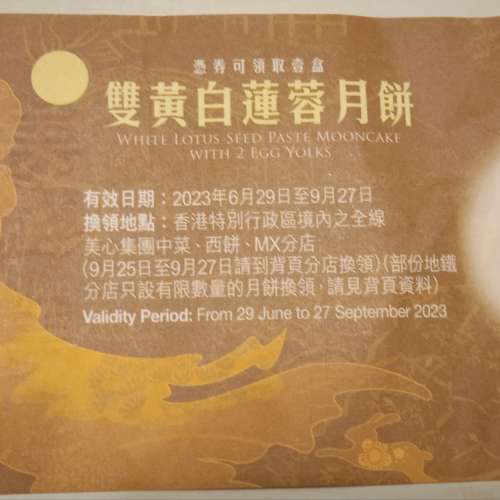 憑券可領取壹盒
雙黃白蓮蓉月餅
WHITE LOTUS SEED PASTE MOONCAKE
WITH 2 EGG YOLKS
有效日期：2023年6月29日至9月27日
換領地點：香港特別行政區境內之全線
美心集團中菜、西餅、MX分店
(9月25日至9月27日請到背頁分店換領)(部份地鐵
分店只設有限數量的月餅換領，請見背頁資料)
Validity Period: From 29 June to 27 September 2023